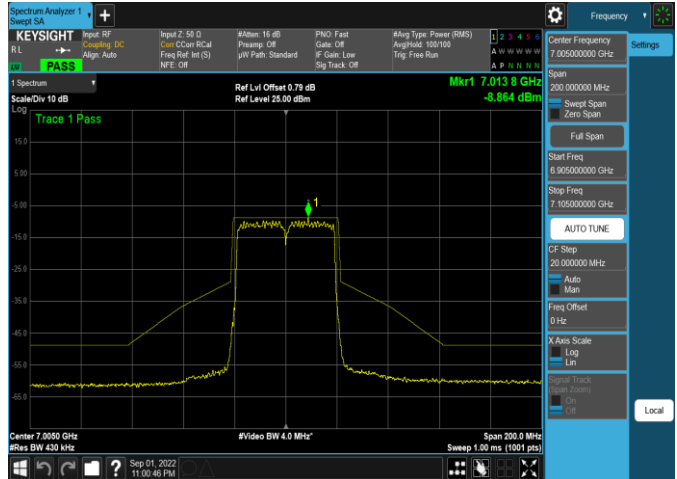 Spectrum Analyzer 1
Swept SA
KEYSIGHT
RL
PASS
Input: RF
Coupling: DC
Align: Auto
Input Z: 50 Ω
Corr CCorr RCal
Freq Ref: Int (S)
NFE: Off
#Atten: 16 dB
Preamp: Off
µW Path: Standard
PNO: Fast
Gate: Off
IF Gain: Low
Sig Track: Off
#Avg Type: Power (RMS)
Avg|Hold: 100/100
Trig: Free Run
1 2 3 4 5 6
A W W W W W
A P N N N N
1 Spectrum
Scale/Div 10 dB
Log
Ref Lvl Offset 0.79 dB
Ref Level 25.00 dBm
Mkr1 7.013 8 GHz
-8.864 dBm
Trace 1 Pass
15.0
5.00
-5.00
-15.0
-25.0
-35.0
-45.0
-55.0
-65.0
1
Center 7.0050 GHz
#Res BW 430 kHz
#Video BW 4.0 MHz*
Span 200.0 MHz
Sweep 1.00 ms (1001 pts)
Sep 01, 2022
11:00:46 PM
Frequency
Settings
Center Frequency
7.005000000 GHz
Span
200.000000 MHz
Swept Span
Zero Span
Full Span
Start Freq
6.905000000 GHz
Stop Freq
7.105000000 GHz
AUTO TUNE
CF Step
20.000000 MHz
Auto
Man
Freq Offset
0 Hz
X Axis Scale
Log
Lin
Signal Track
(Span Zoom)
On
Off
Local